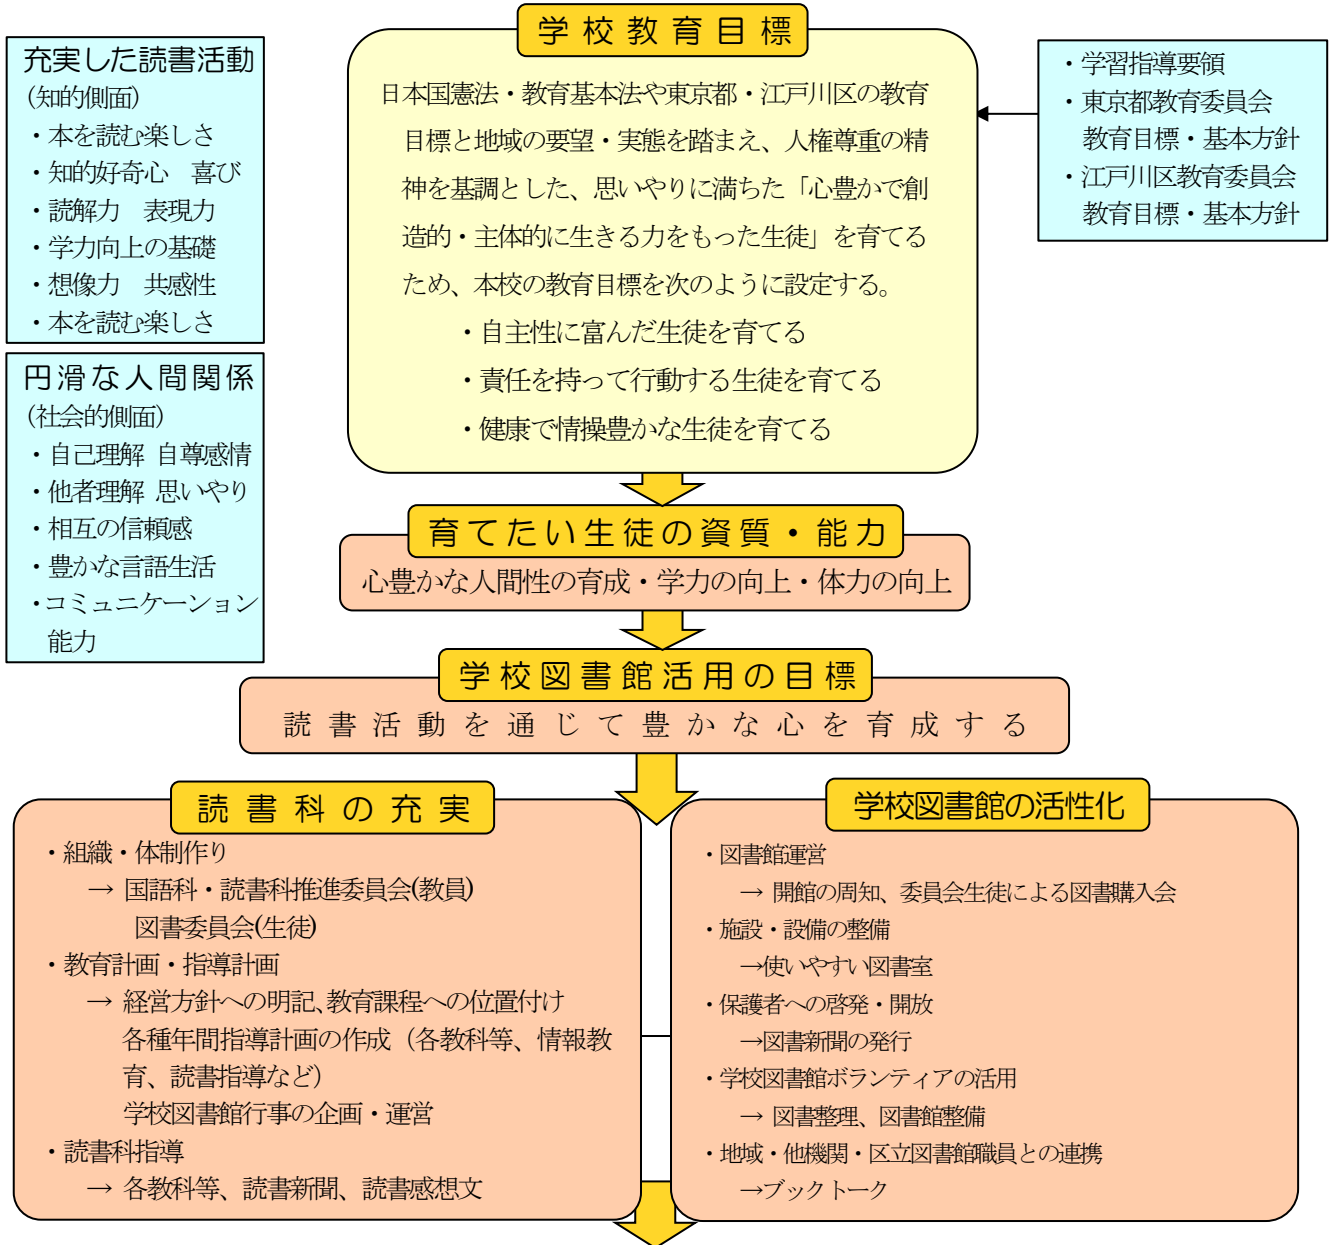 学校教育目標
日本国憲法・教育基本法や東京都・江戸川区の教育
目標と地域の要望・実態を踏まえ、人権尊重の精
神を基調とした、思いやりに満ちた「心豊かで創
造的・主体的に生きる力をもった生徒」を育てる
ため、本校の教育目標を次のように設定する。
・自主性に富んだ生徒を育てる
・責任を持って行動する生徒を育てる
・健康で情操豊かな生徒を育てる
充実した読書活動
(知的側面)
・本を読む楽しさ
・知的好奇心　喜び
・読解力　表現力
・学力向上の基礎
・想像力　共感性
・本を読む楽しさ
円滑な人間関係
(社会的側面)
・自己理解 自尊感情
・他者理解 思いやり
・相互の信頼感
・豊かな言語生活
・コミュニケーション
能力
・学習指導要領
・東京都教育委員会
教育目標・基本方針
・江戸川区教育委員会
教育目標・基本方針
育てたい生徒の資質・能力
心豊かな人間性の育成・学力の向上・体力の向上
学校図書館活用の目標
読書活動を通じて豊かな心を育成する
読書科の充実
・組織・体制作り
→ 国語科・読書科推進委員会(教員)
図書委員会(生徒)
・教育計画・指導計画
→ 経営方針への明記、教育課程への位置付け
各種年間指導計画の作成（各教科等、情報教
育、読書指導など）
学校図書館行事の企画・運営
・読書科指導
→ 各教科等、読書新聞、読書感想文
学校図書館の活性化
・図書館運営
→ 開館の周知、委員会生徒による図書購入会
・施設・設備の整備
→使いやすい図書室
・保護者への啓発・開放
→図書新聞の発行
・学校図書館ボランティアの活用
→ 図書整理、図書館整備
・地域・他機関・区立図書館職員との連携
→ブックトーク